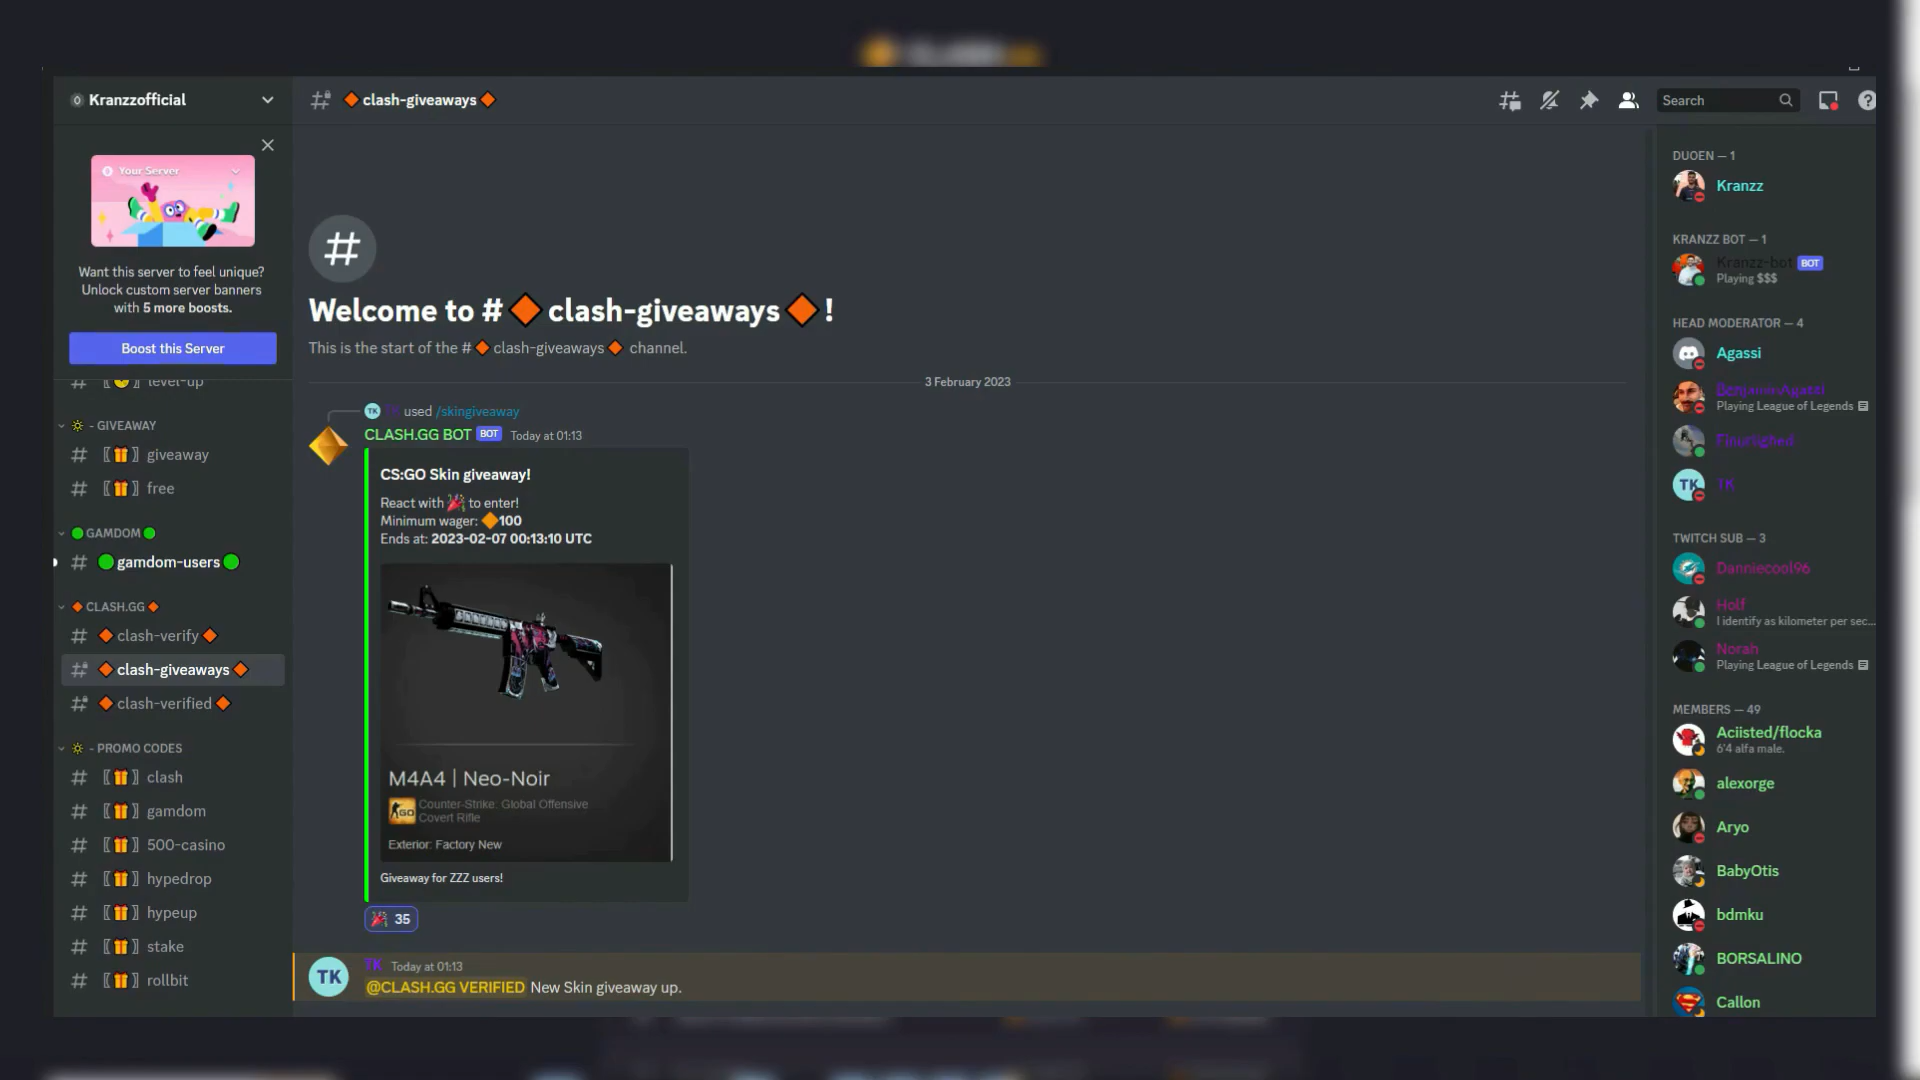 Kranzzofficial
clash-giveaways
Search
Your Server
Want this server to feel unique?
Unlock custom server banners
with 5 more boosts.
Boost this Server
level-up
- GIVEAWAY
giveaway
free
GAMDOM
gamdom-users
CLASH.GG
clash-verify
clash-giveaways
clash-verified
- PROMO CODES
clash
gamdom
500-casino
hypedrop
hypeup
stake
rollbit
Welcome to # clash-giveaways !
This is the start of the # clash-giveaways channel.
3 February 2023
TK TK used /skingiveaway
CLASH.GG BOT BOT Today at 01:13
CS:GO Skin giveaway!
React with to enter!
Minimum wager: 100
Ends at: 2023-02-07 00:13:10 UTC
M4A4 | Neo-Noir
GO
Counter-Strike: Global Offensive
Covert Rifle
Exterior: Factory New
Giveaway for ZZZ users!
35
TK
TK Today at 01:13
@CLASH.GG VERIFIED New Skin giveaway up.
DUOEN — 1
Kranzz
KRANZZ BOT — 1
Kranzz-bot BOT
Playing $$$
HEAD MODERATOR — 4
Agassi
BenjaminAgassi
Playing League of Legends
Finurlighed
TK TK
TWITCH SUB — 3
Danniecool96
Holf
I identify as kilometer per sec...
Norah
Playing League of Legends
MEMBERS — 49
Aciisted/flocka
6'4 alfa male.
alexorge
Aryo
BabyOtis
bdmku
BORSALINO
Callon